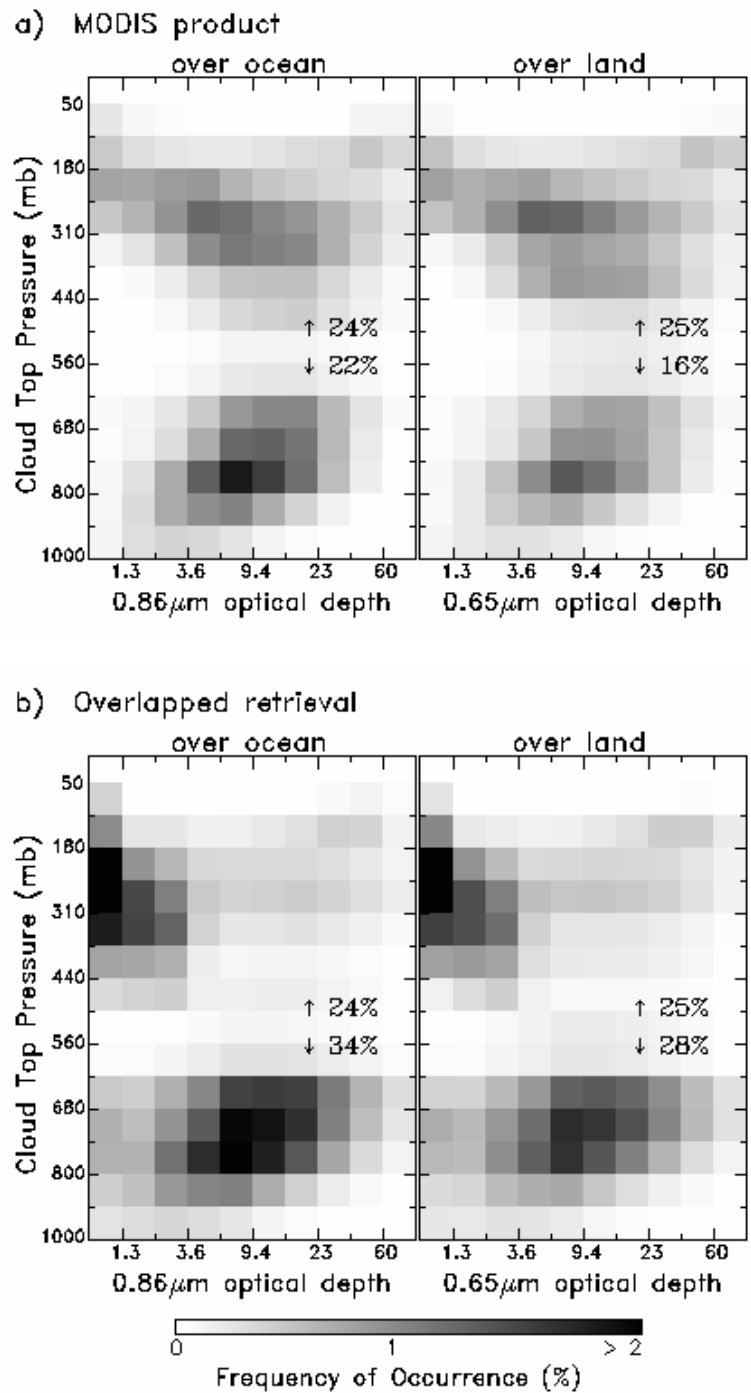 a) MODIS product
over ocean
over land
Cloud Top Pressure (mb)
50
180
310
440
560
680
800
1000
↑ 24%
↓ 22%
↑ 25%
↓ 16%
1.3 3.6 9.4 23 60
1.3 3.6 9.4 23 60
0.86μm optical depth
0.65μm optical depth
b) Overlapped retrieval
over ocean
over land
Cloud Top Pressure (mb)
50
180
310
440
560
680
800
1000
↑ 24%
↓ 34%
↑ 25%
↓ 28%
1.3 3.6 9.4 23 60
1.3 3.6 9.4 23 60
0.86μm optical depth
0.65μm optical depth
0 1 > 2
Frequency of Occurrence (%)